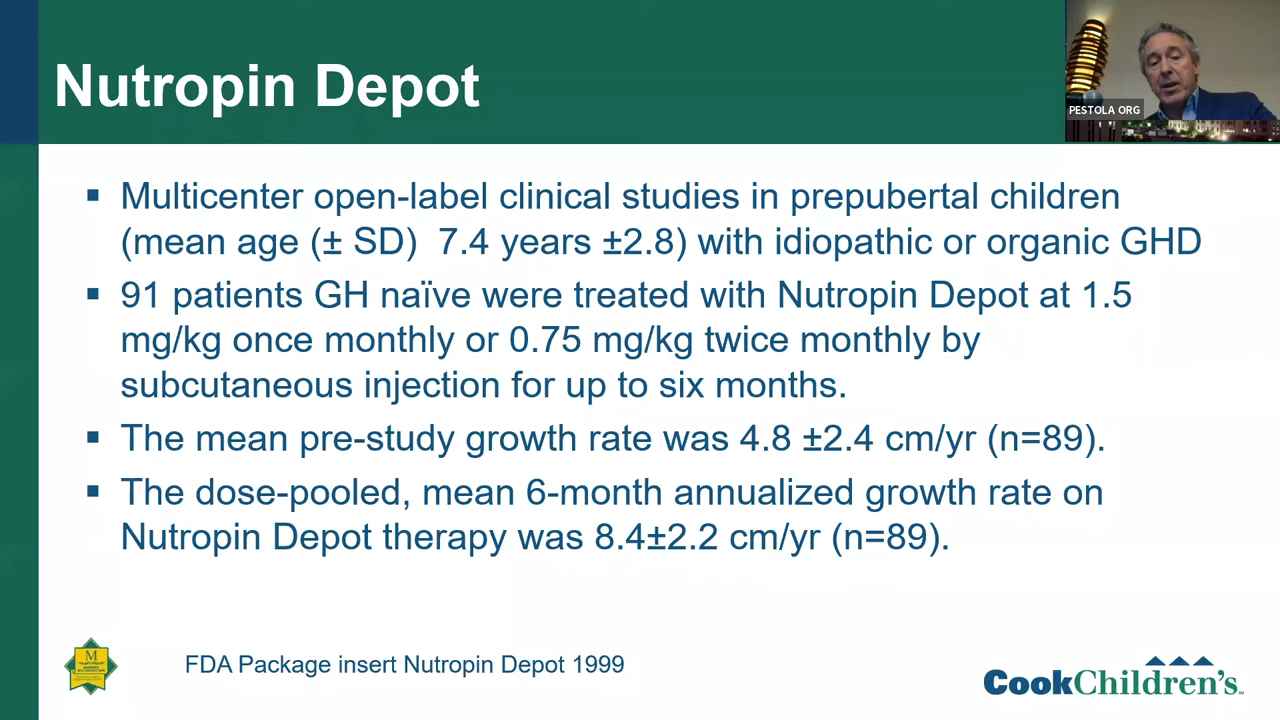 Nutropin Depot
PESTOLA ORG
▪ Multicenter open-label clinical studies in prepubertal children
(mean age (± SD) 7.4 years ±2.8) with idiopathic or organic GHD
▪ 91 patients GH naïve were treated with Nutropin Depot at 1.5
mg/kg once monthly or 0.75 mg/kg twice monthly by
subcutaneous injection for up to six months.
▪ The mean pre-study growth rate was 4.8 ±2.4 cm/yr (n=89).
▪ The dose-pooled, mean 6-month annualized growth rate on
Nutropin Depot therapy was 8.4±2.2 cm/yr (n=89).
M
FDA Package insert Nutropin Depot 1999
CookChildren's